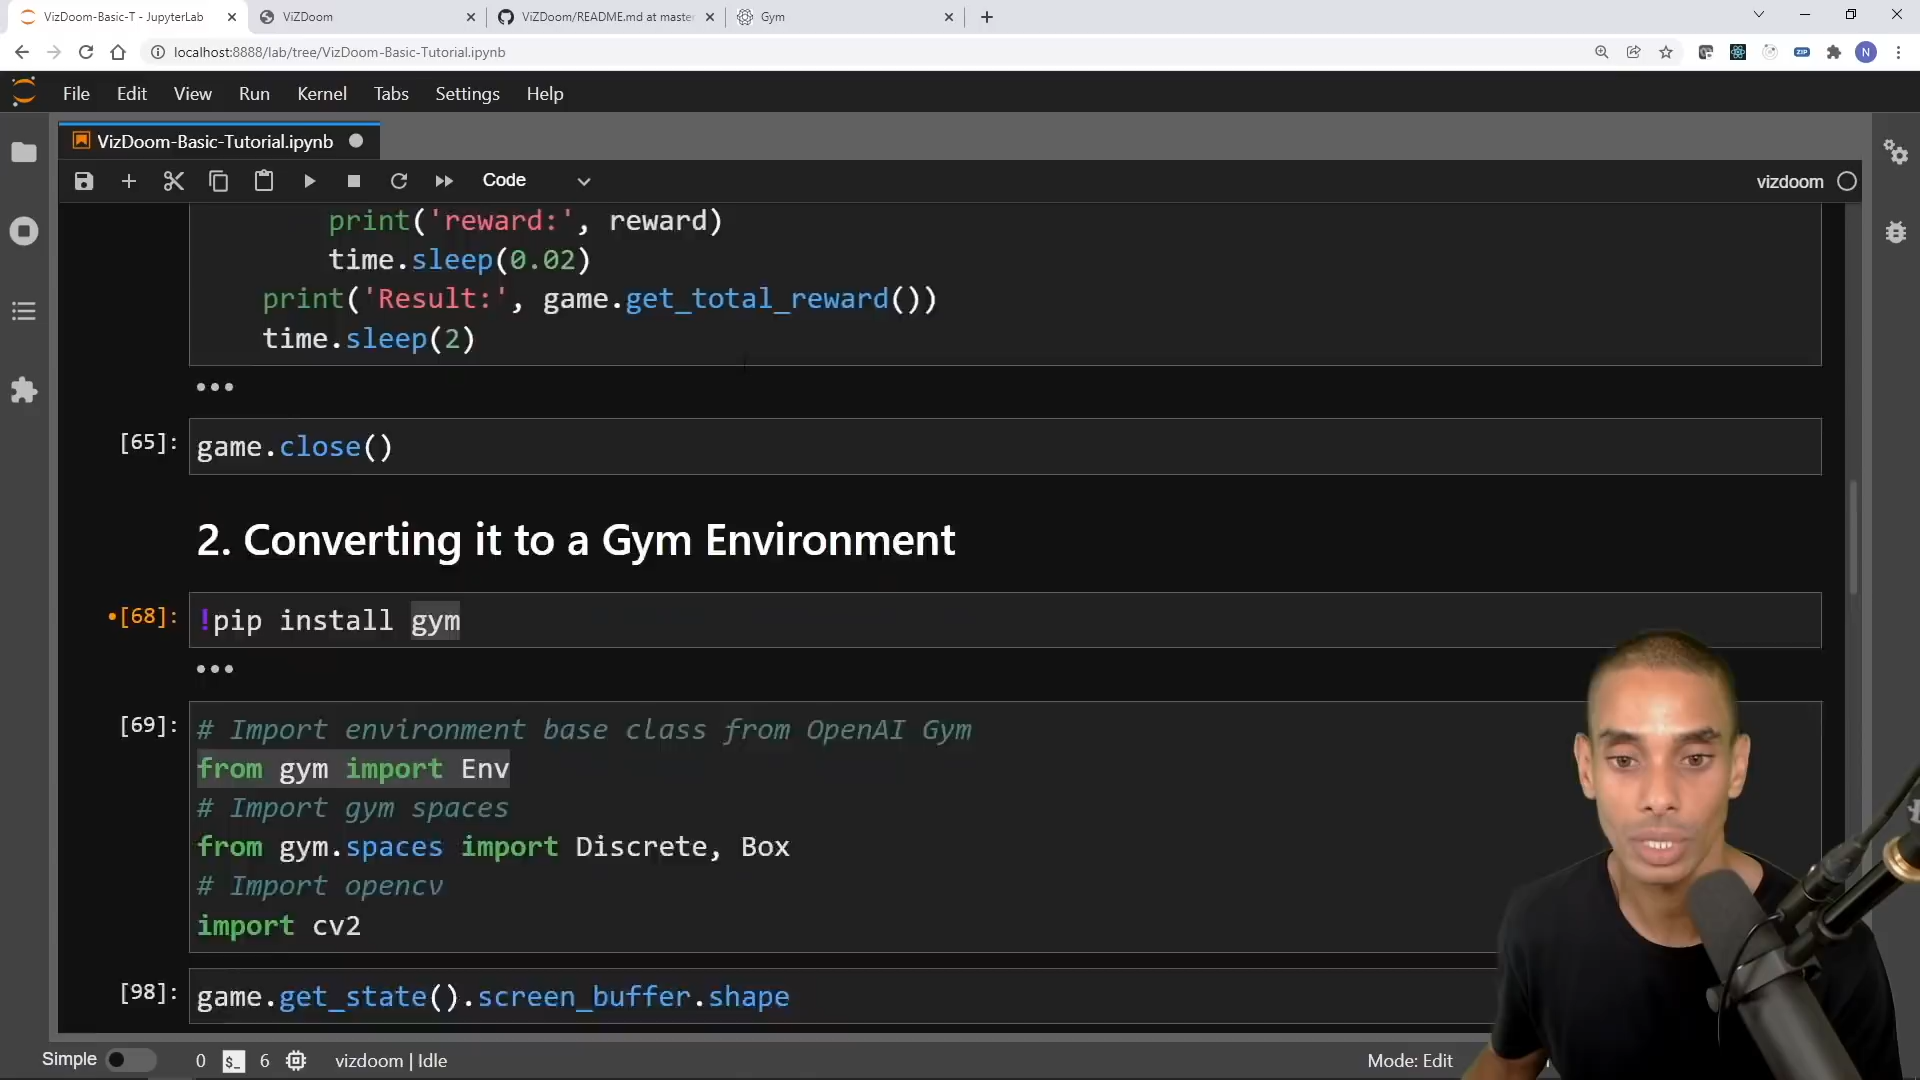 VizDoom-Basic-T - JupyterLab
ViZDoom
ViZDoom/README.md at master
Gym
localhost:8888/lab/tree/VizDoom-Basic-Tutorial.ipynb
ZIP
N
File Edit View Run Kernel Tabs Settings Help
VizDoom-Basic-Tutorial.ipynb
Code
vizdoom
print('reward:', reward)
time.sleep(0.02)
print('Result:', game.get_total_reward())
time.sleep(2)
[65]: game.close()
2. Converting it to a Gym Environment
[68]: !pip install gym
[69]: # Import environment base class from OpenAI Gym
from gym import Env
# Import gym spaces
from gym.spaces import Discrete, Box
# Import opencv
import cv2
[98]: game.get_state().screen_buffer.shape
Simple 0 $_ 6 vizdoom | Idle Mode: Edit